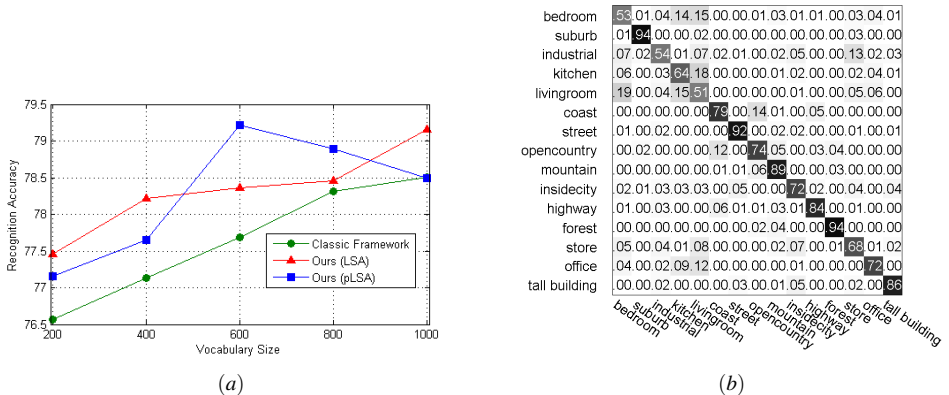 79.5
79
78.5
78
77.5
77
76.5
200 400 600 800 1000
Recognition Accuracy
Vocabulary Size
Classic Framework
Ours (LSA)
Ours (pLSA)
(a)
bedroom .53 .01 .04 .14 .15 .00 .00 .01 .03 .01 .01 .00 .03 .04 .01
suburb .01 .94 .00 .00 .02 .00 .00 .00 .01 .00 .00 .00 .03 .00 .00
industrial .07 .02 .54 .01 .07 .02 .01 .00 .02 .05 .00 .00 .13 .02 .03
kitchen .06 .00 .03 .64 .18 .00 .00 .00 .01 .02 .00 .00 .02 .04 .01
livingroom .19 .00 .04 .15 .51 .00 .00 .00 .00 .00 .00 .00 .05 .06 .00
coast .00 .00 .00 .00 .00 .79 .00 .14 .01 .00 .05 .00 .00 .00 .00
street .00 .01 .00 .02 .00 .00 .92 .00 .02 .02 .00 .00 .01 .00 .01
opencountry .00 .02 .00 .00 .00 .12 .00 .74 .05 .00 .03 .04 .00 .00 .00
mountain .00 .00 .00 .00 .00 .01 .01 .06 .89 .00 .00 .03 .00 .00 .00
insidecity .02 .01 .03 .03 .03 .00 .05 .00 .00 .72 .02 .00 .04 .00 .04
highway .01 .00 .03 .00 .00 .06 .01 .01 .03 .01 .84 .00 .01 .00 .00
forest .00 .00 .00 .00 .00 .00 .00 .02 .04 .00 .00 .94 .00 .00 .00
store .05 .00 .04 .01 .08 .00 .00 .00 .02 .07 .00 .01 .68 .01 .02
office .04 .00 .02 .09 .12 .00 .00 .00 .00 .01 .00 .00 .00 .72 .00
tall building .00 .00 .02 .00 .00 .00 .03 .00 .01 .05 .00 .00 .02 .00 .86
bedroom
suburb
industrial
kitchen
livingroom
coast
street
opencountry
mountain
insidecity
highway
forest
store
office
tall building
(b)